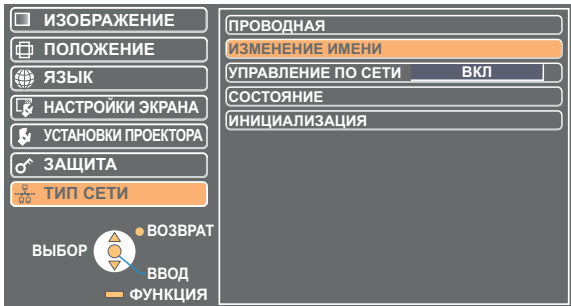 ИЗОБРАЖЕНИЕ
ПОЛОЖЕНИЕ
ЯЗЫК
НАСТРОЙКИ ЭКРАНА
УСТАНОВКИ ПРОЕКТОРА
ЗАЩИТА
ТИП СЕТИ
ПРОВОДНАЯ
ИЗМЕНЕНИЕ ИМЕНИ
УПРАВЛЕНИЕ ПО СЕТИ ВКЛ
СОСТОЯНИЕ
ИНИЦИАЛИЗАЦИЯ
ВОЗВРАТ
ВЫБОР
ВВОД
ФУНКЦИЯ